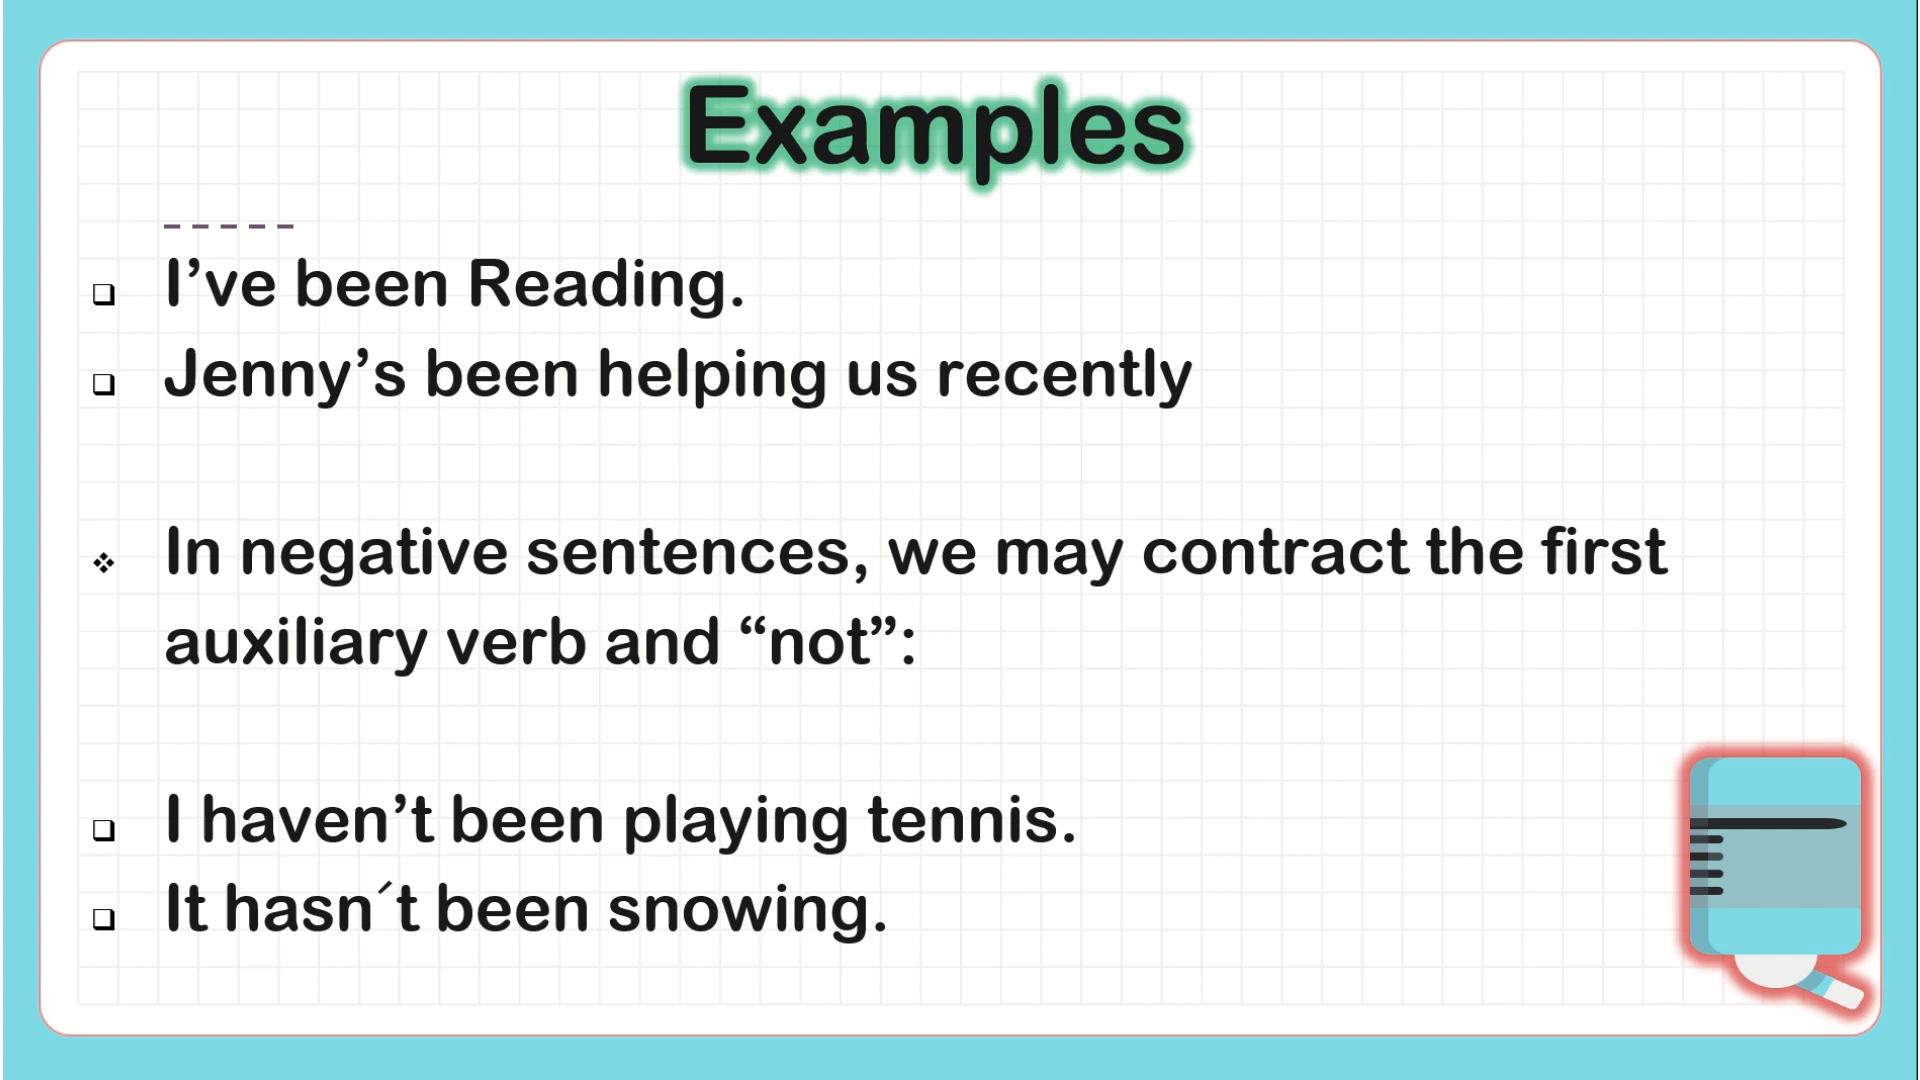 Examples
I’ve been Reading.
Jenny’s been helping us recently
In negative sentences, we may contract the first
auxiliary verb and “not”:
I haven’t been playing tennis.
It hasn´t been snowing.